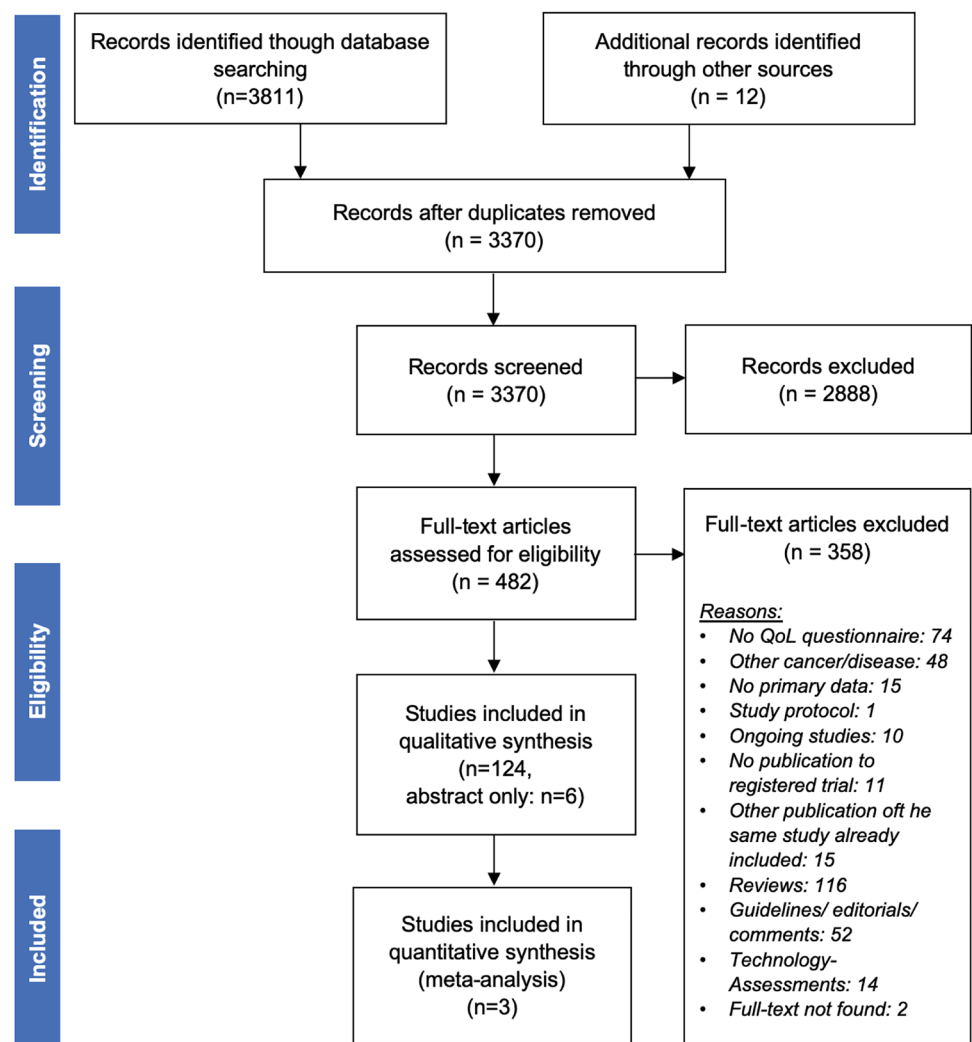 Identification
Records identified though database
searching
(n=3811)
Additional records identified
through other sources
(n = 12)
Records after duplicates removed
(n = 3370)
Screening
Records screened
(n = 3370)
Records excluded
(n = 2888)
Eligibility
Full-text articles
assessed for eligibility
(n = 482)
Full-text articles excluded
(n = 358)
Reasons:
• No QoL questionnaire: 74
• Other cancer/disease: 48
• No primary data: 15
• Study protocol: 1
• Ongoing studies: 10
• No publication to
registered trial: 11
• Other publication oft he
same study already
included: 15
• Reviews: 116
• Guidelines/ editorials/
comments: 52
• Technology-
Assessments: 14
• Full-text not found: 2
Studies included in
qualitative synthesis
(n=124,
abstract only: n=6)
Included
Studies included in
quantitative synthesis
(meta-analysis)
(n=3)